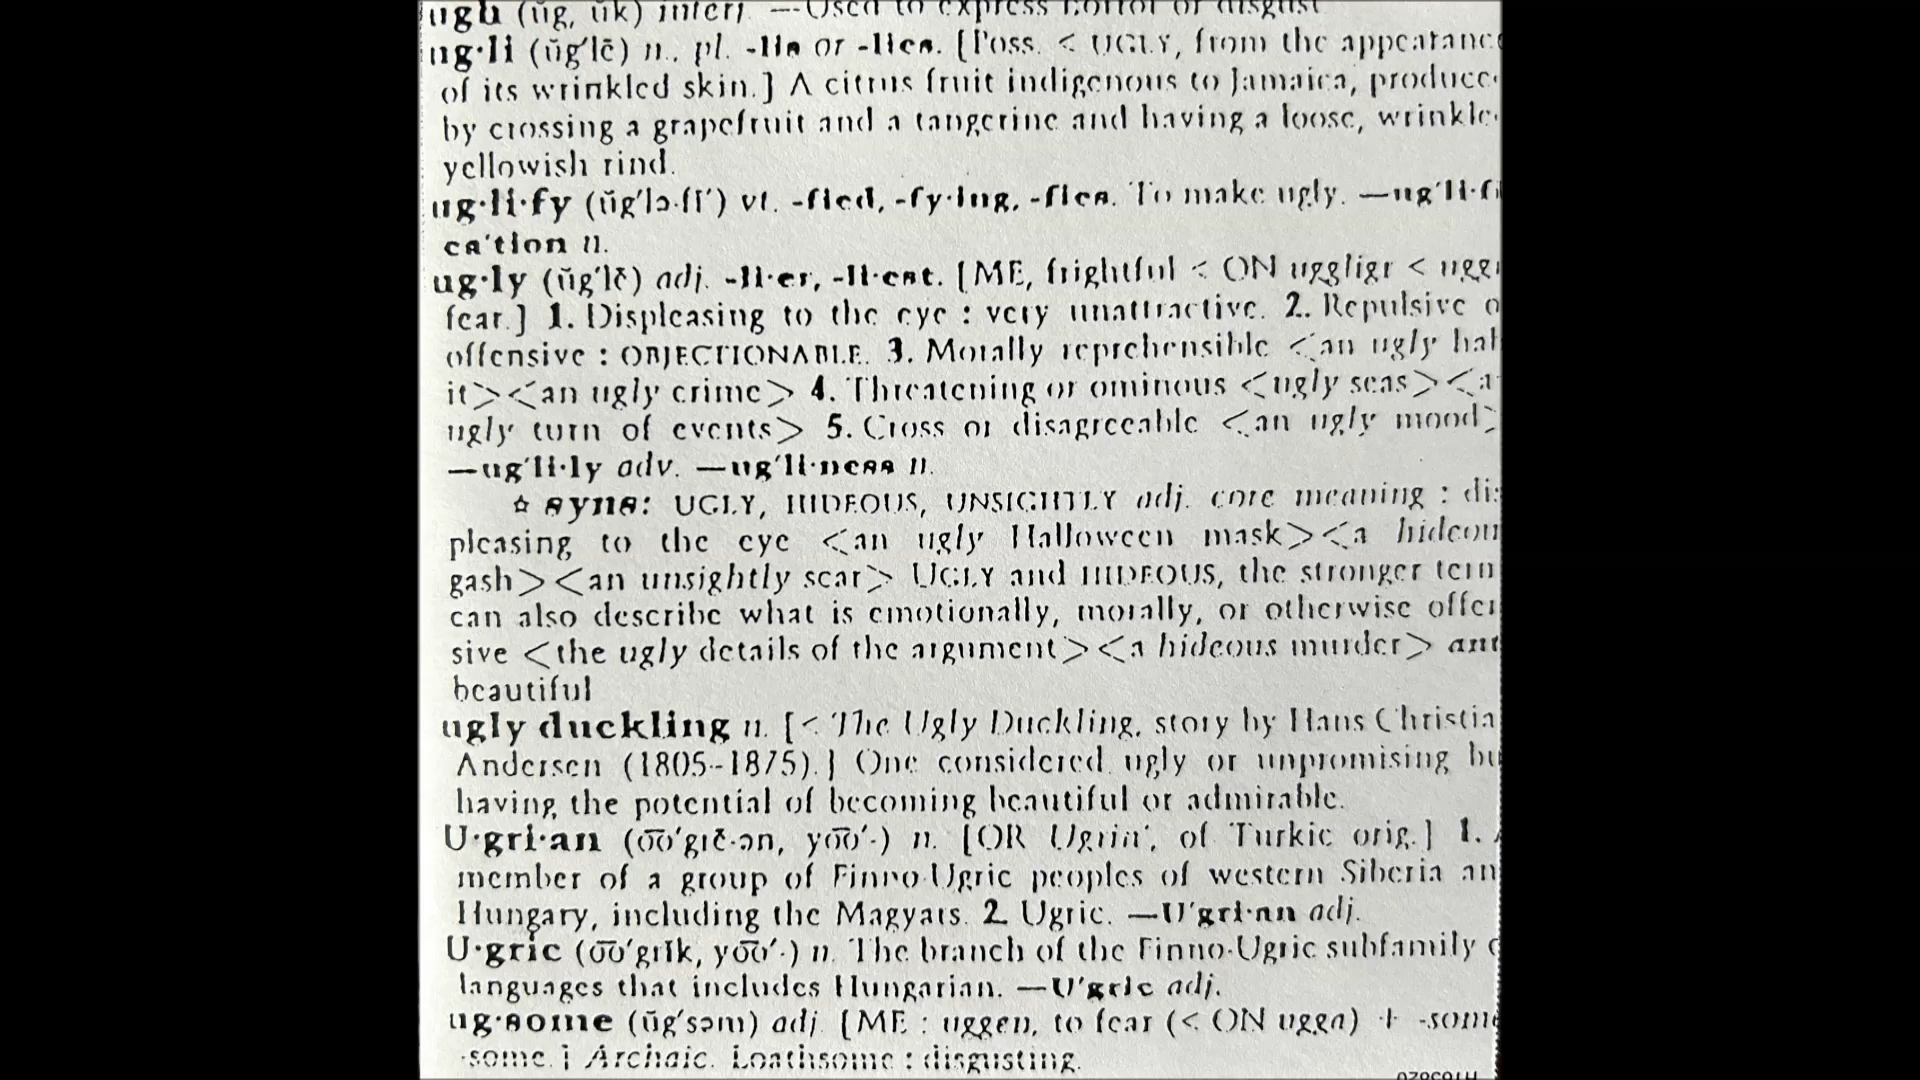 ugh (ŭg, ŭk) interj. —Used to express horror or disgust
ug·li (ŭg′lē) n., pl. -lis or -lies. [Poss. < UGLY, from the appearance
of its wrinkled skin.] A citrus fruit indigenous to Jamaica, produce
by crossing a grapefruit and a tangerine and having a loose, wrinkle
yellowish rind.
ug·li·fy (ŭg′lə-fī′) vt. -fied, -fy·ing, -fies. To make ugly. —ug′li·fi
ca′tion n.
ug·ly (ŭg′lē) adj. -li·er, -li·est. [ME, frightful < ON uggligr < uggr
fear.] 1. Displeasing to the eye : very unattractive. 2. Repulsive o
offensive : OBJECTIONABLE. 3. Morally reprehensible <an ugly hab
it><an ugly crime> 4. Threatening or ominous <ugly seas><a
ugly turn of events> 5. Cross or disagreeable <an ugly mood>
—ug′li·ly adv. —ug′li·ness n.
☆ syns: UGLY, HIDEOUS, UNSIGHTLY adj. core meaning : dis
pleasing to the eye <an ugly Halloween mask><a hideou
gash><an unsightly scar> UGLY and HIDEOUS, the stronger term
can also describe what is emotionally, morally, or otherwise offen
sive <the ugly details of the argument><a hideous murder> ant
beautiful
ugly duckling n. [< The Ugly Duckling, story by Hans Christia
Andersen (1805-1875).] One considered ugly or unpromising bu
having the potential of becoming beautiful or admirable.
U·gri·an (o͞o′grē-ən, yo͞o′-) n. [OR Ugrin′, of Turkic orig.] 1. A
member of a group of Finno-Ugric peoples of western Siberia an
Hungary, including the Magyars. 2. Ugric. —U′gri·an adj.
U·gric (o͞o′grĭk, yo͞o′-) n. The branch of the Finno-Ugric subfamily o
languages that includes Hungarian. —U′gric adj.
ug·some (ŭg′səm) adj. [ME : uggen, to fear (< ON ugga) + -some
-some.] Archaic. Loathsome : disgusting.